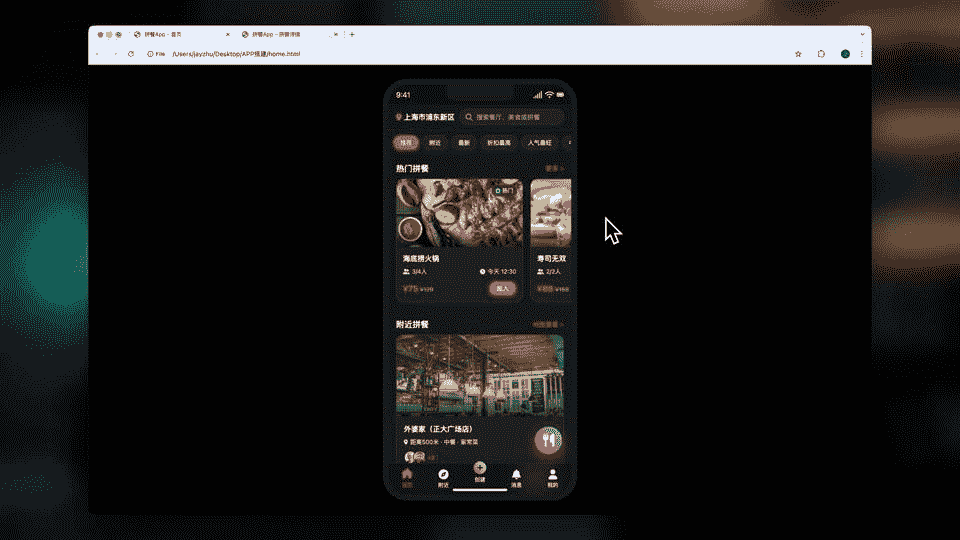 拼餐App - 首页
拼餐App - 拼餐详情
File /Users/jayzhu/Desktop/APP搭建/home.html
9:41
上海市浦东新区
搜索餐厅、美食或拼餐
推荐
附近
最新
折扣最高
人气最旺
热门拼餐
更多 >
热门
海底捞火锅
3/4人
今天 12:30
¥75
加入
寿司无双
2/2人
¥88
附近拼餐
外婆家（正大广场店）
距离500米 · 中餐 · 家常菜
首页
附近
创建
消息
我的